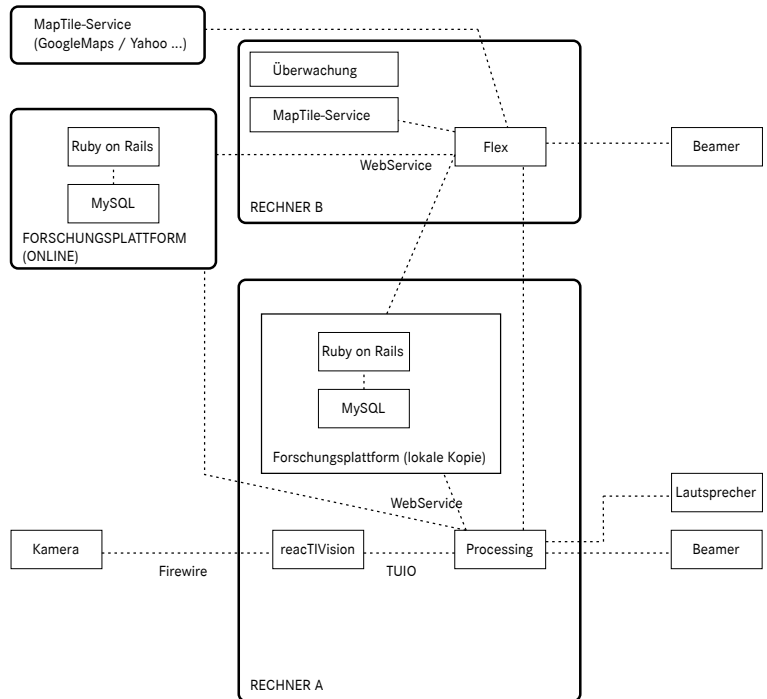 MapTile-Service
(GoogleMaps / Yahoo ...)
Überwachung
MapTile-Service
Flex
Beamer
WebService
RECHNER B
Ruby on Rails
MySQL
FORSCHUNGSPLATTFORM
(ONLINE)
Ruby on Rails
MySQL
Forschungsplattform (lokale Kopie)
WebService
Lautsprecher
Kamera
Firewire
reacTIVision
TUIO
Processing
Beamer
RECHNER A